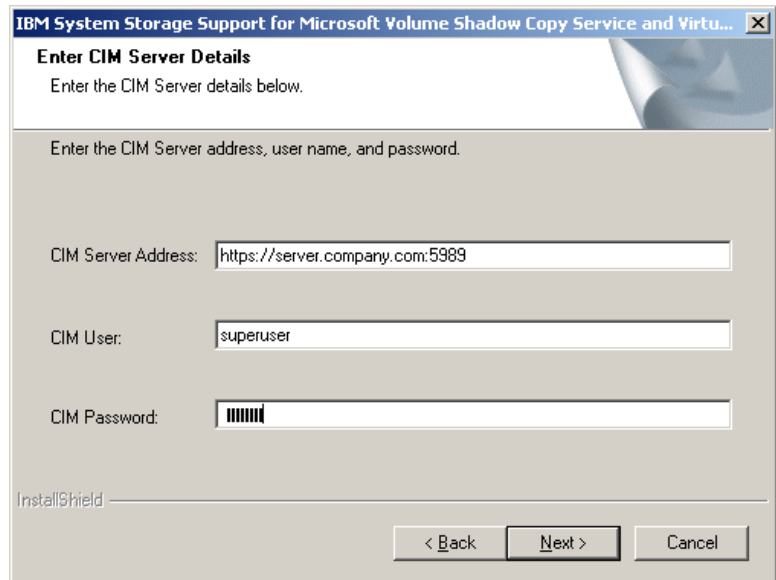 IBM System Storage Support for Microsoft Volume Shadow Copy Service and Virtu...
Enter CIM Server Details
Enter the CIM Server details below.
Enter the CIM Server address, user name, and password.
CIM Server Address: https://server.company.com:5989
CIM User: superuser
CIM Password:
InstallShield
< Back Next > Cancel